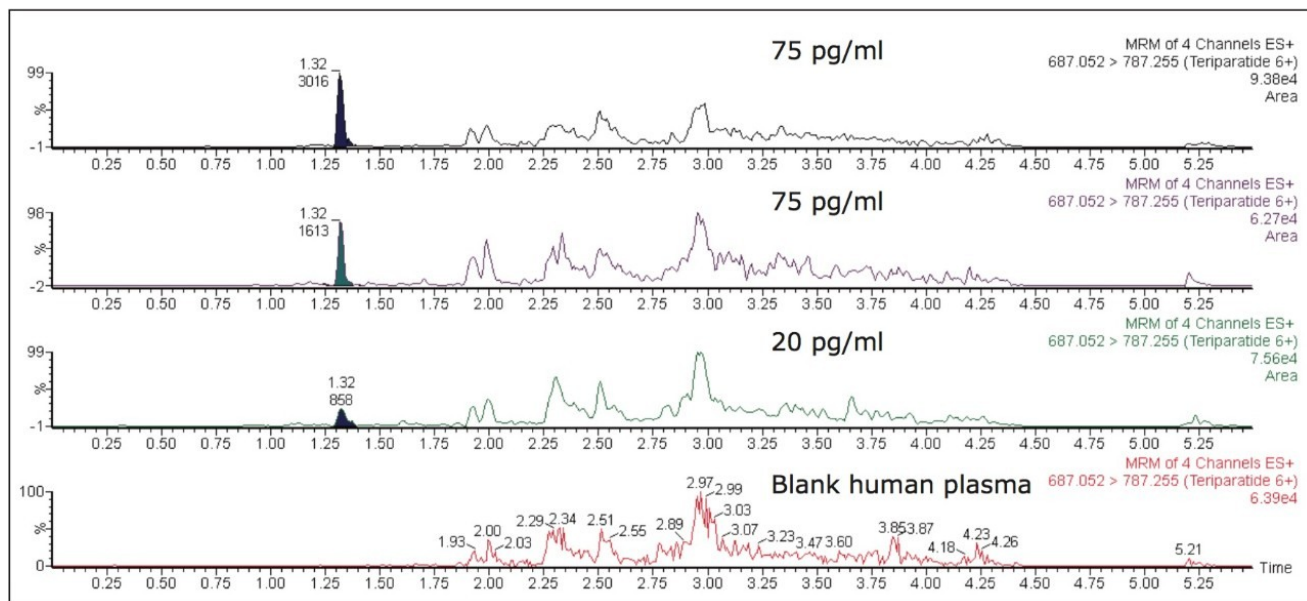 75 pg/ml
MRM of 4 Channels ES+
687.052 > 787.255 (Teriparatide 6+)
9.38e4
Area
99
1.32
3016
%
-1
0.25 0.50 0.75 1.00 1.25 1.50 1.75 2.00 2.25 2.50 2.75 3.00 3.25 3.50 3.75 4.00 4.25 4.50 4.75 5.00 5.25
75 pg/ml
MRM of 4 Channels ES+
687.052 > 787.255 (Teriparatide 6+)
6.27e4
Area
98
1.32
1613
%
-2
0.25 0.50 0.75 1.00 1.25 1.50 1.75 2.00 2.25 2.50 2.75 3.00 3.25 3.50 3.75 4.00 4.25 4.50 4.75 5.00 5.25
20 pg/ml
MRM of 4 Channels ES+
687.052 > 787.255 (Teriparatide 6+)
7.56e4
Area
99
1.32
858
%
-1
0.25 0.50 0.75 1.00 1.25 1.50 1.75 2.00 2.25 2.50 2.75 3.00 3.25 3.50 3.75 4.00 4.25 4.50 4.75 5.00 5.25
Blank human plasma
MRM of 4 Channels ES+
687.052 > 787.255 (Teriparatide 6+)
6.39e4
100
%
0
1.93 2.00 2.03 2.29 2.34 2.51 2.55 2.89 2.97 2.99 3.03 3.07 3.23 3.47 3.60 3.85 3.87 4.18 4.23 4.26 5.21
0.25 0.50 0.75 1.00 1.25 1.50 1.75 2.00 2.25 2.50 2.75 3.00 3.25 3.50 3.75 4.00 4.25 4.50 4.75 5.00 5.25 Time